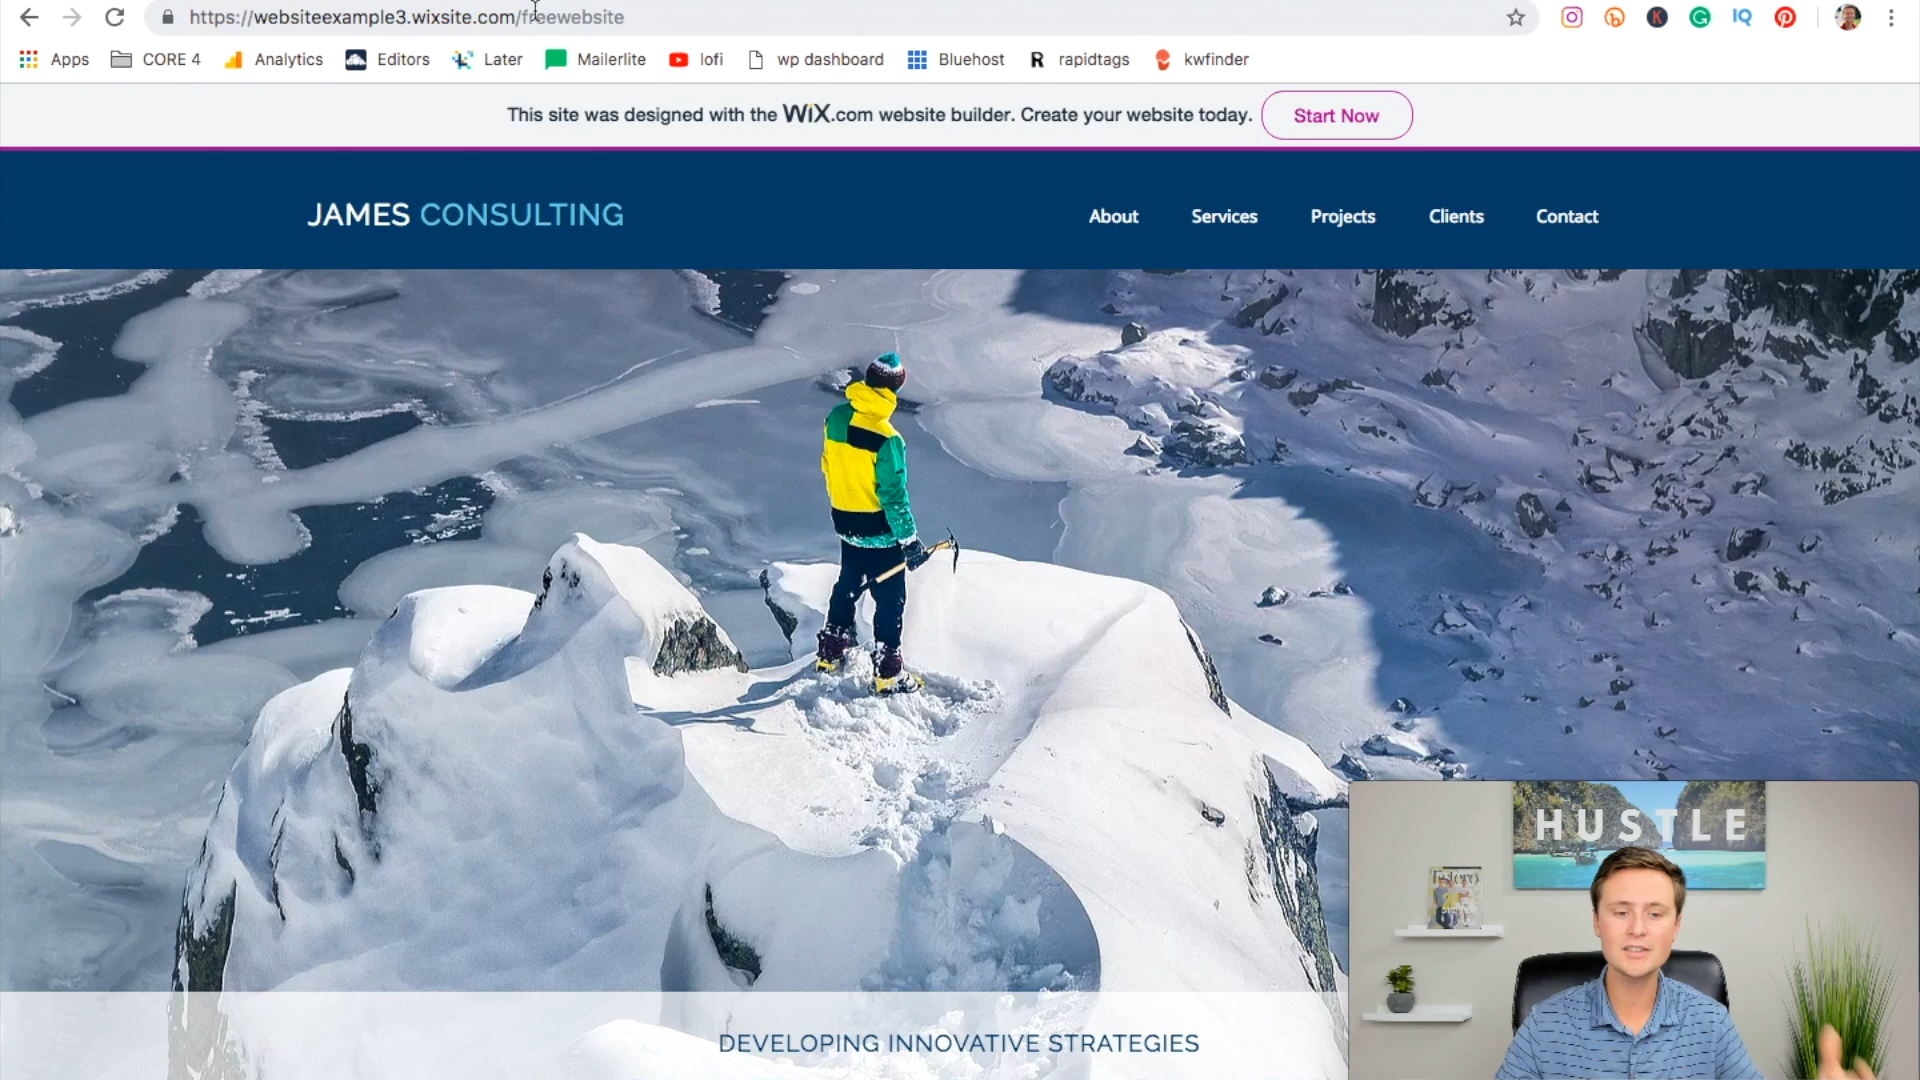 https://websiteexample3.wixsite.com/freewebsite
IQ
Apps CORE 4 Analytics Editors Later Mailerlite lofi wp dashboard Bluehost R rapidtags kwfinder
This site was designed with the WiX.com website builder. Create your website today. Start Now
JAMES CONSULTING
About Services Projects Clients Contact
HUSTLE
DEVELOPING INNOVATIVE STRATEGIES